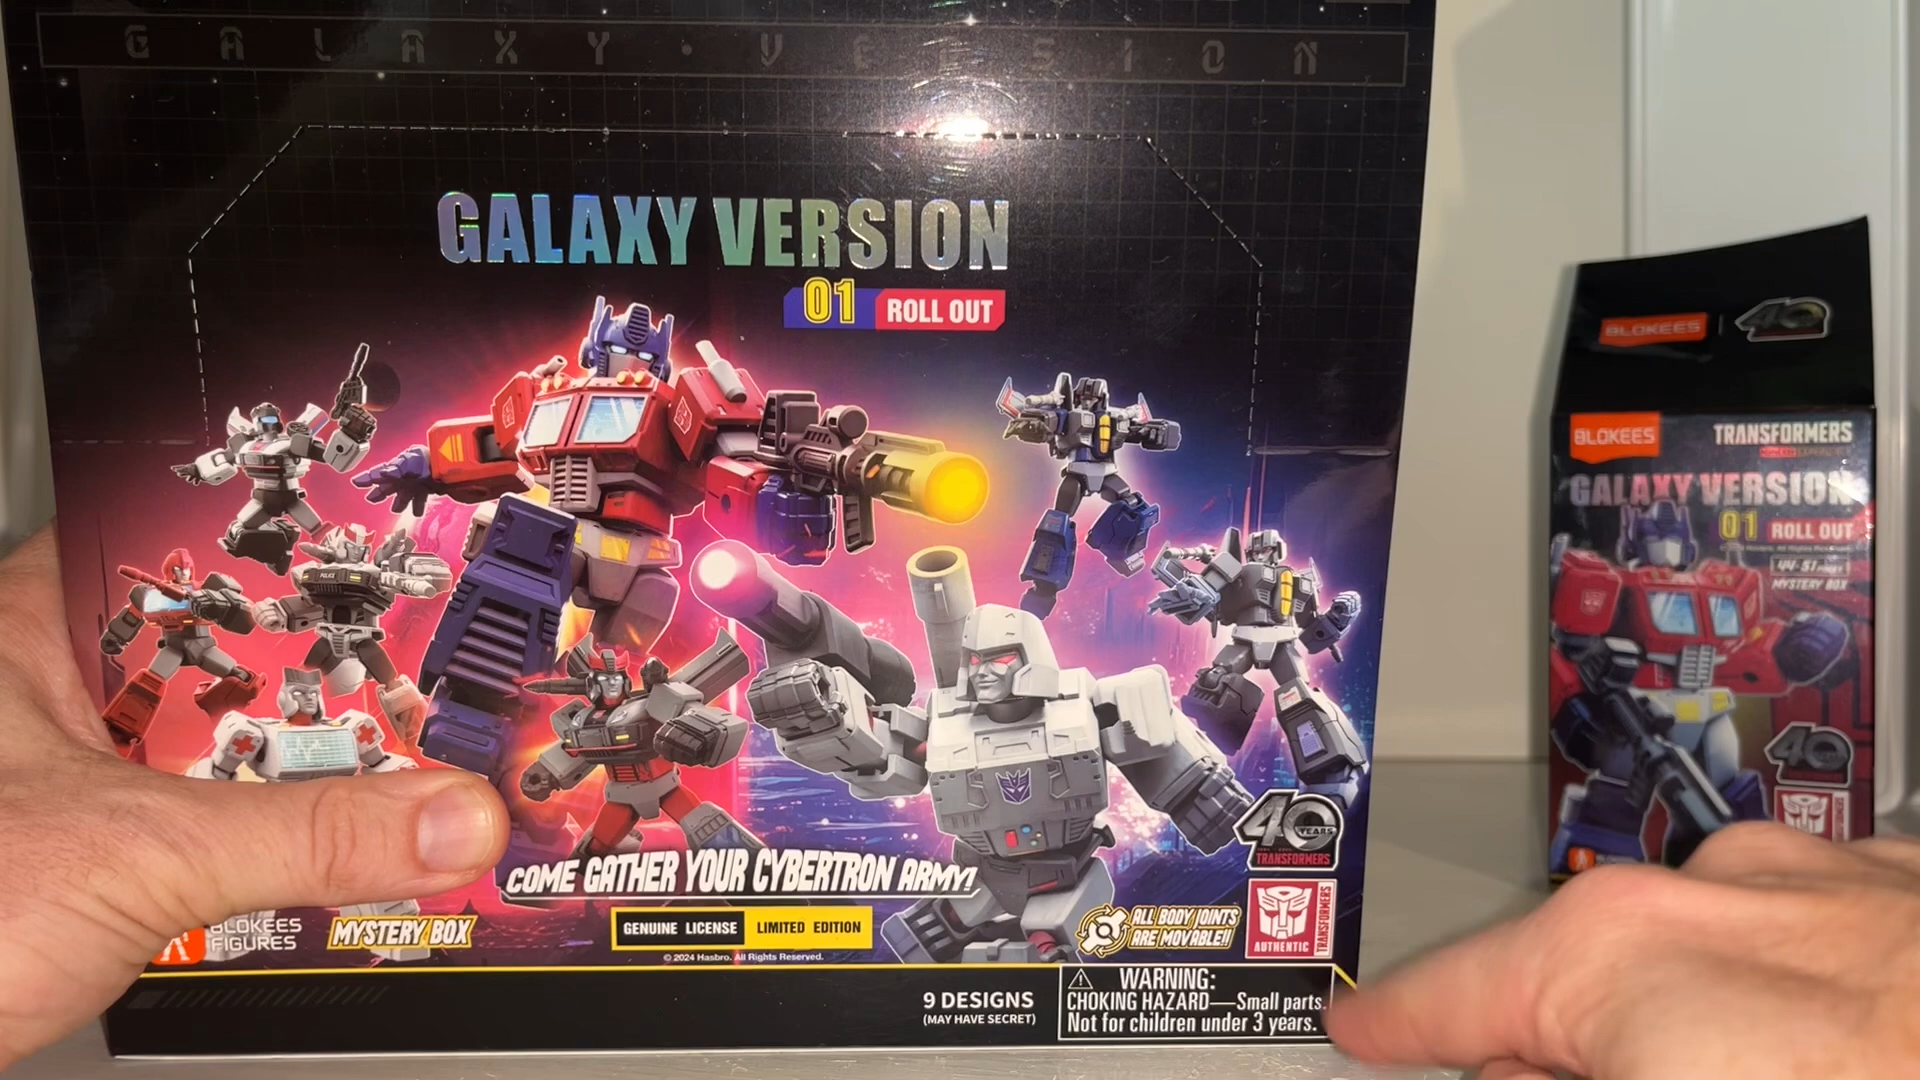 GALAXY · VERSION
GALAXY VERSION
01 ROLL OUT
POLICE
COME GATHER YOUR CYBERTRON ARMY!
40 YEARS
TRANSFORMERS
BLOKEES
FIGURES
MYSTERY BOX
GENUINE LICENSE LIMITED EDITION
© 2024 Hasbro. All Rights Reserved.
ALL BODY JOINTS
ARE MOVABLE!!
AUTHENTIC
TRANSFORMERS
9 DESIGNS
(MAY HAVE SECRET)
WARNING:
CHOKING HAZARD—Small parts.
Not for children under 3 years.
BLOKEES | 40
BLOKEES
TRANSFORMERS
GALAXY VERSION
01 ROLL OUT
MYSTERY BOX
40